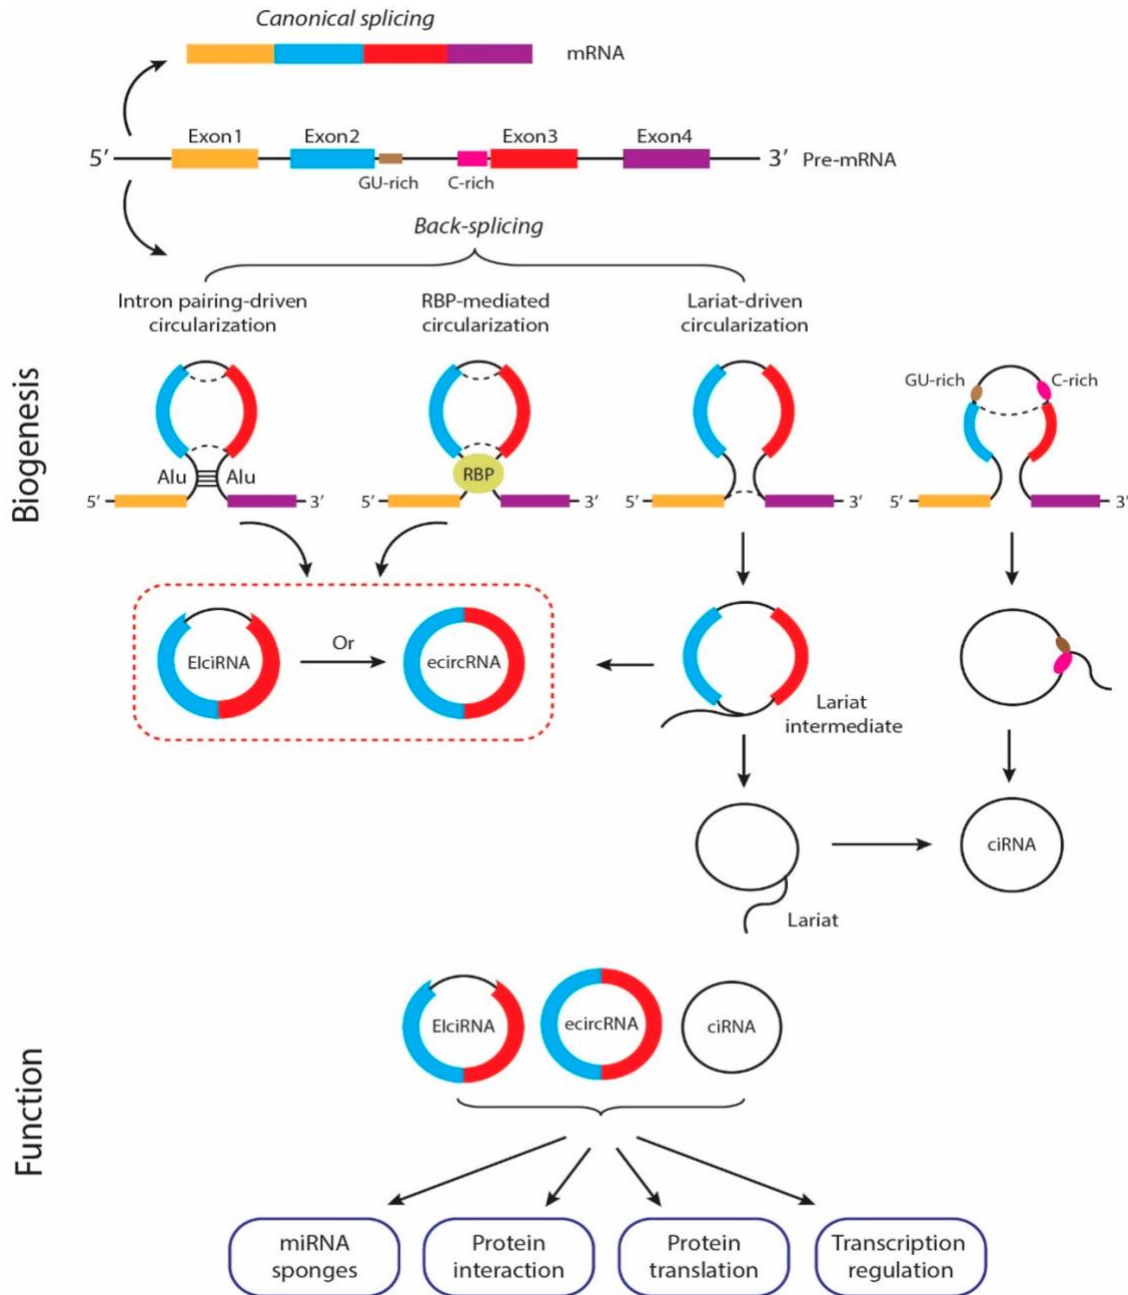 Canonical splicing
mRNA
Exon1 Exon2 Exon3 Exon4
5′ 3′ Pre-mRNA
GU-rich C-rich
Back-splicing
Intron pairing-driven
circularization
RBP-mediated
circularization
Lariat-driven
circularization
Biogenesis
GU-rich C-rich
Alu Alu
RBP
5′ 3′ 5′ 3′ 5′ 3′ 5′ 3′
EIciRNA
Or
ecircRNA
Lariat
intermediate
ciRNA
Lariat
Function
EIciRNA ecircRNA ciRNA
miRNA
sponges
Protein
interaction
Protein
translation
Transcription
regulation